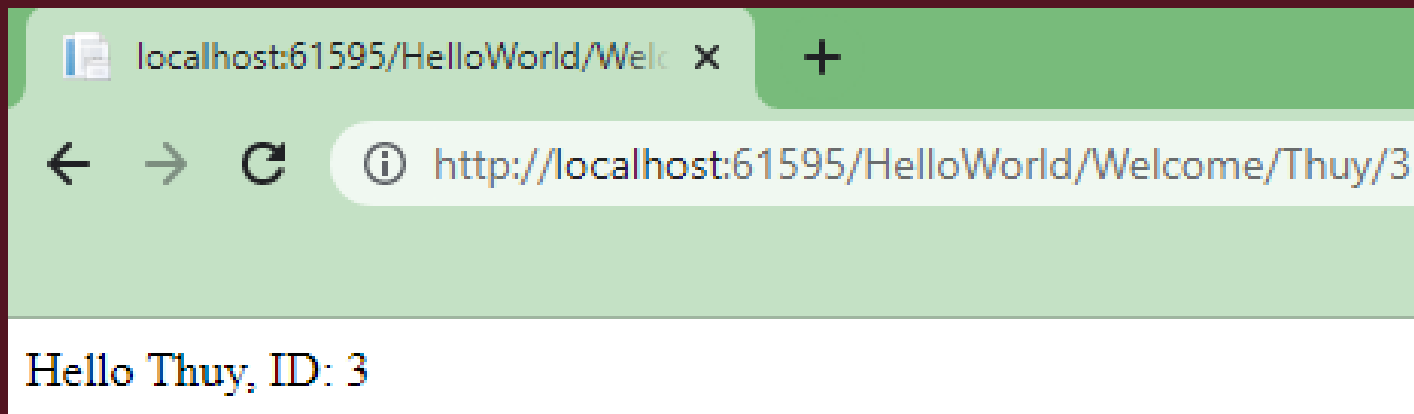 localhost:61595/HelloWorld/Welc
http://localhost:61595/HelloWorld/Welcome/Thuy/3
Hello Thuy, ID: 3